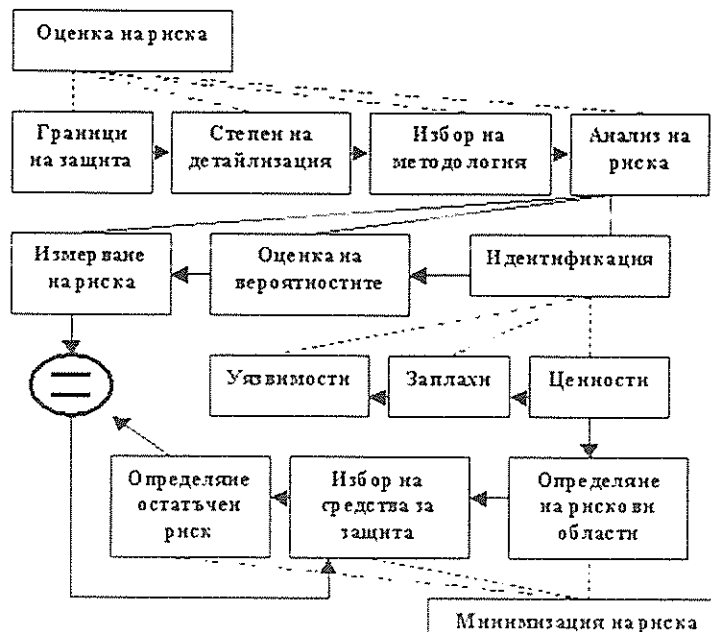 Оценка на риска
Граници
на защита
Степен на
детайлизация
Избор на
методология
Анализ на
риска
Измерване
на риска
Оценка на
вероятностите
Идентификация
Уязвимости
Заплахи
Ценности
Определяне
остатъчен
риск
Избор на
средства за
защита
Определяне
на рискови
области
Минимизация на риска